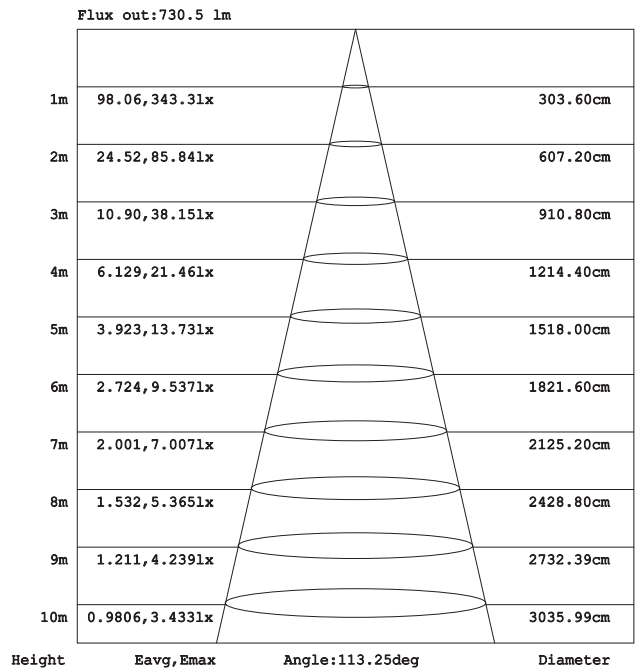 Flux out:730.5 lm
1m 98.06,343.3lx 303.60cm
2m 24.52,85.84lx 607.20cm
3m 10.90,38.15lx 910.80cm
4m 6.129,21.46lx 1214.40cm
5m 3.923,13.73lx 1518.00cm
6m 2.724,9.537lx 1821.60cm
7m 2.001,7.007lx 2125.20cm
8m 1.532,5.365lx 2428.80cm
9m 1.211,4.239lx 2732.39cm
10m 0.9806,3.433lx 3035.99cm
Height Eavg,Emax Angle:113.25deg Diameter